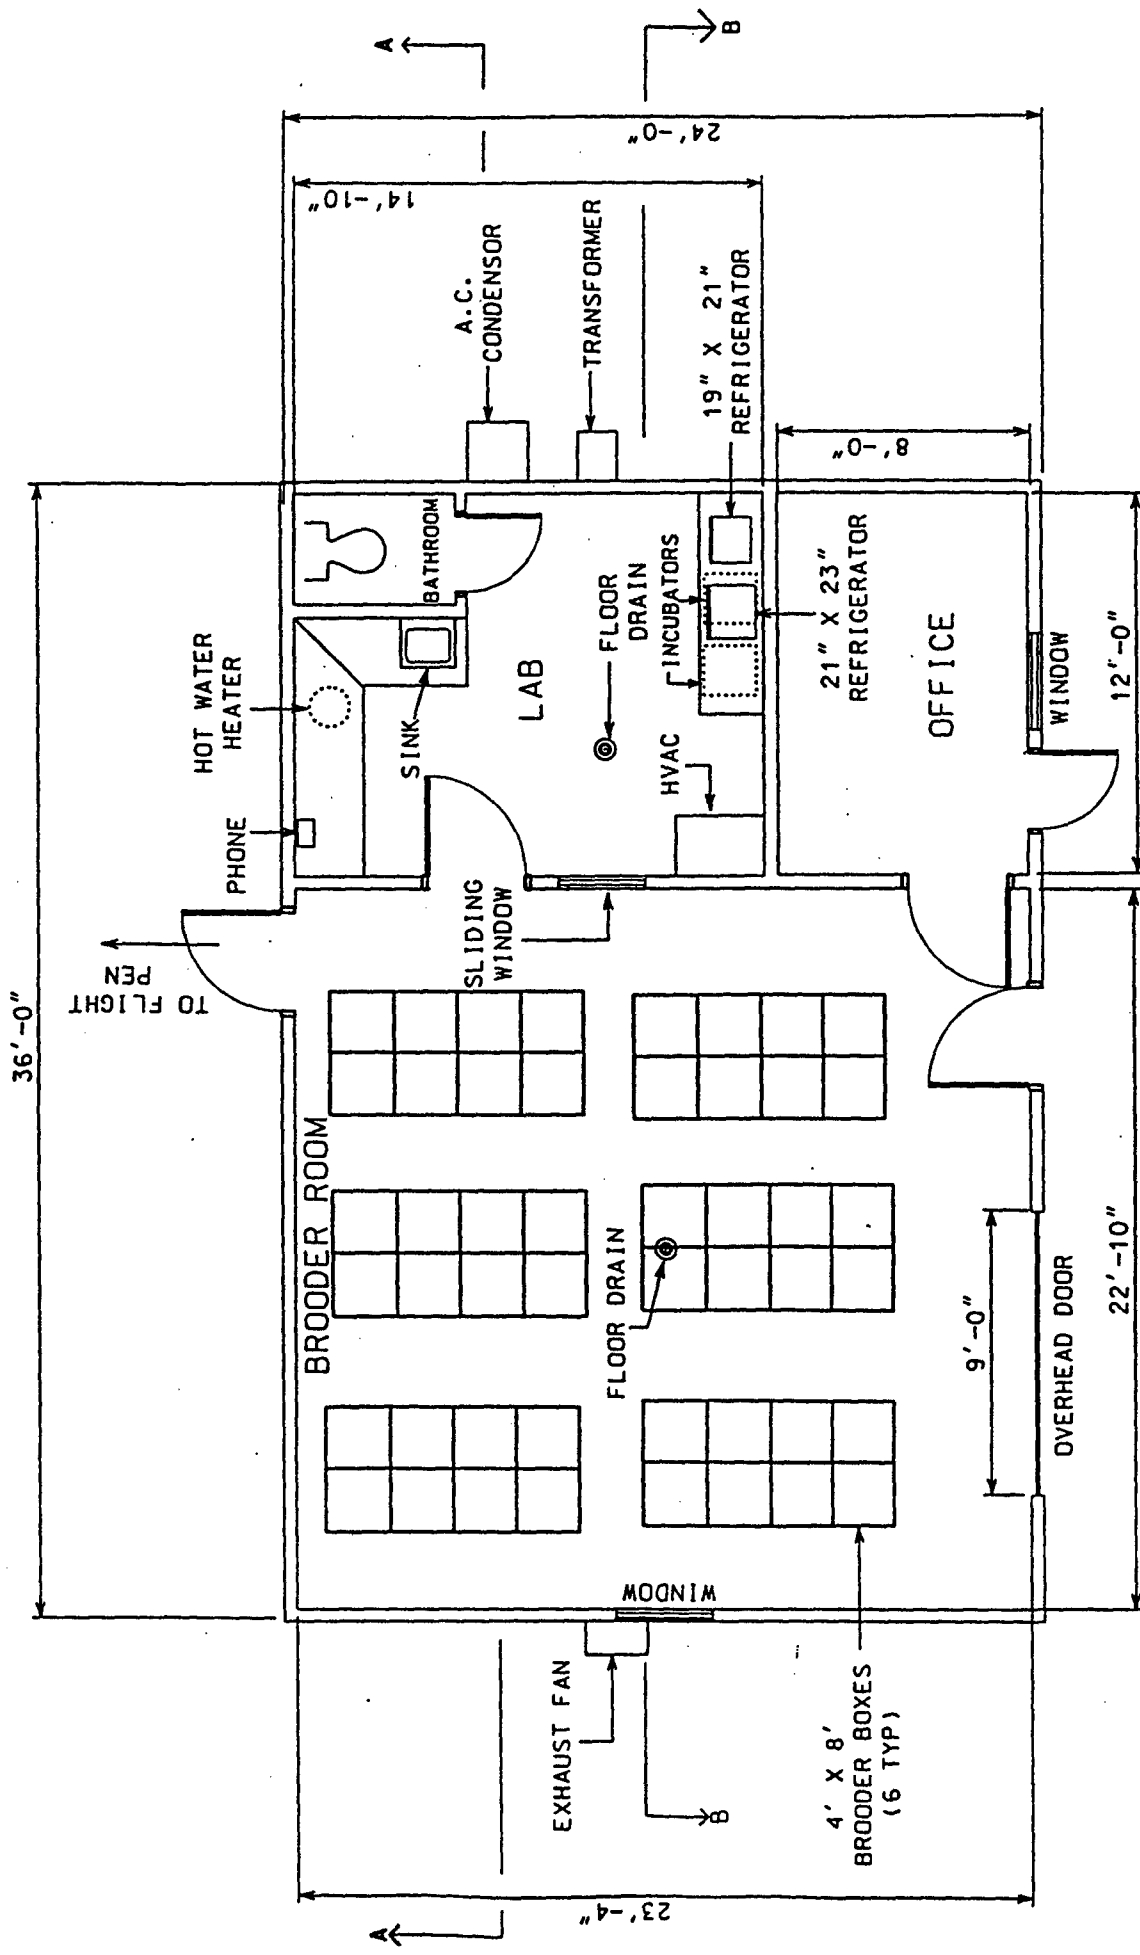 36'-0"
TO FLIGHT
PEN
PHONE
HOT WATER
HEATER
A
A
B
B
24'-0"
14'-10"
A.C.
CONDENSOR
TRANSFORMER
19" X 21"
REFRIGERATOR
BATHROOM
SINK
LAB
FLOOR
DRAIN
INCUBATORS
HVAC
21" X 23"
REFRIGERATOR
8'-0"
OFFICE
WINDOW
12'-0"
SLIDING
WINDOW
BROODER ROOM
FLOOR DRAIN
9'-0"
OVERHEAD DOOR
22'-10"
WINDOW
EXHAUST FAN
4' X 8'
BROODER BOXES
(6 TYP)
23'-4"